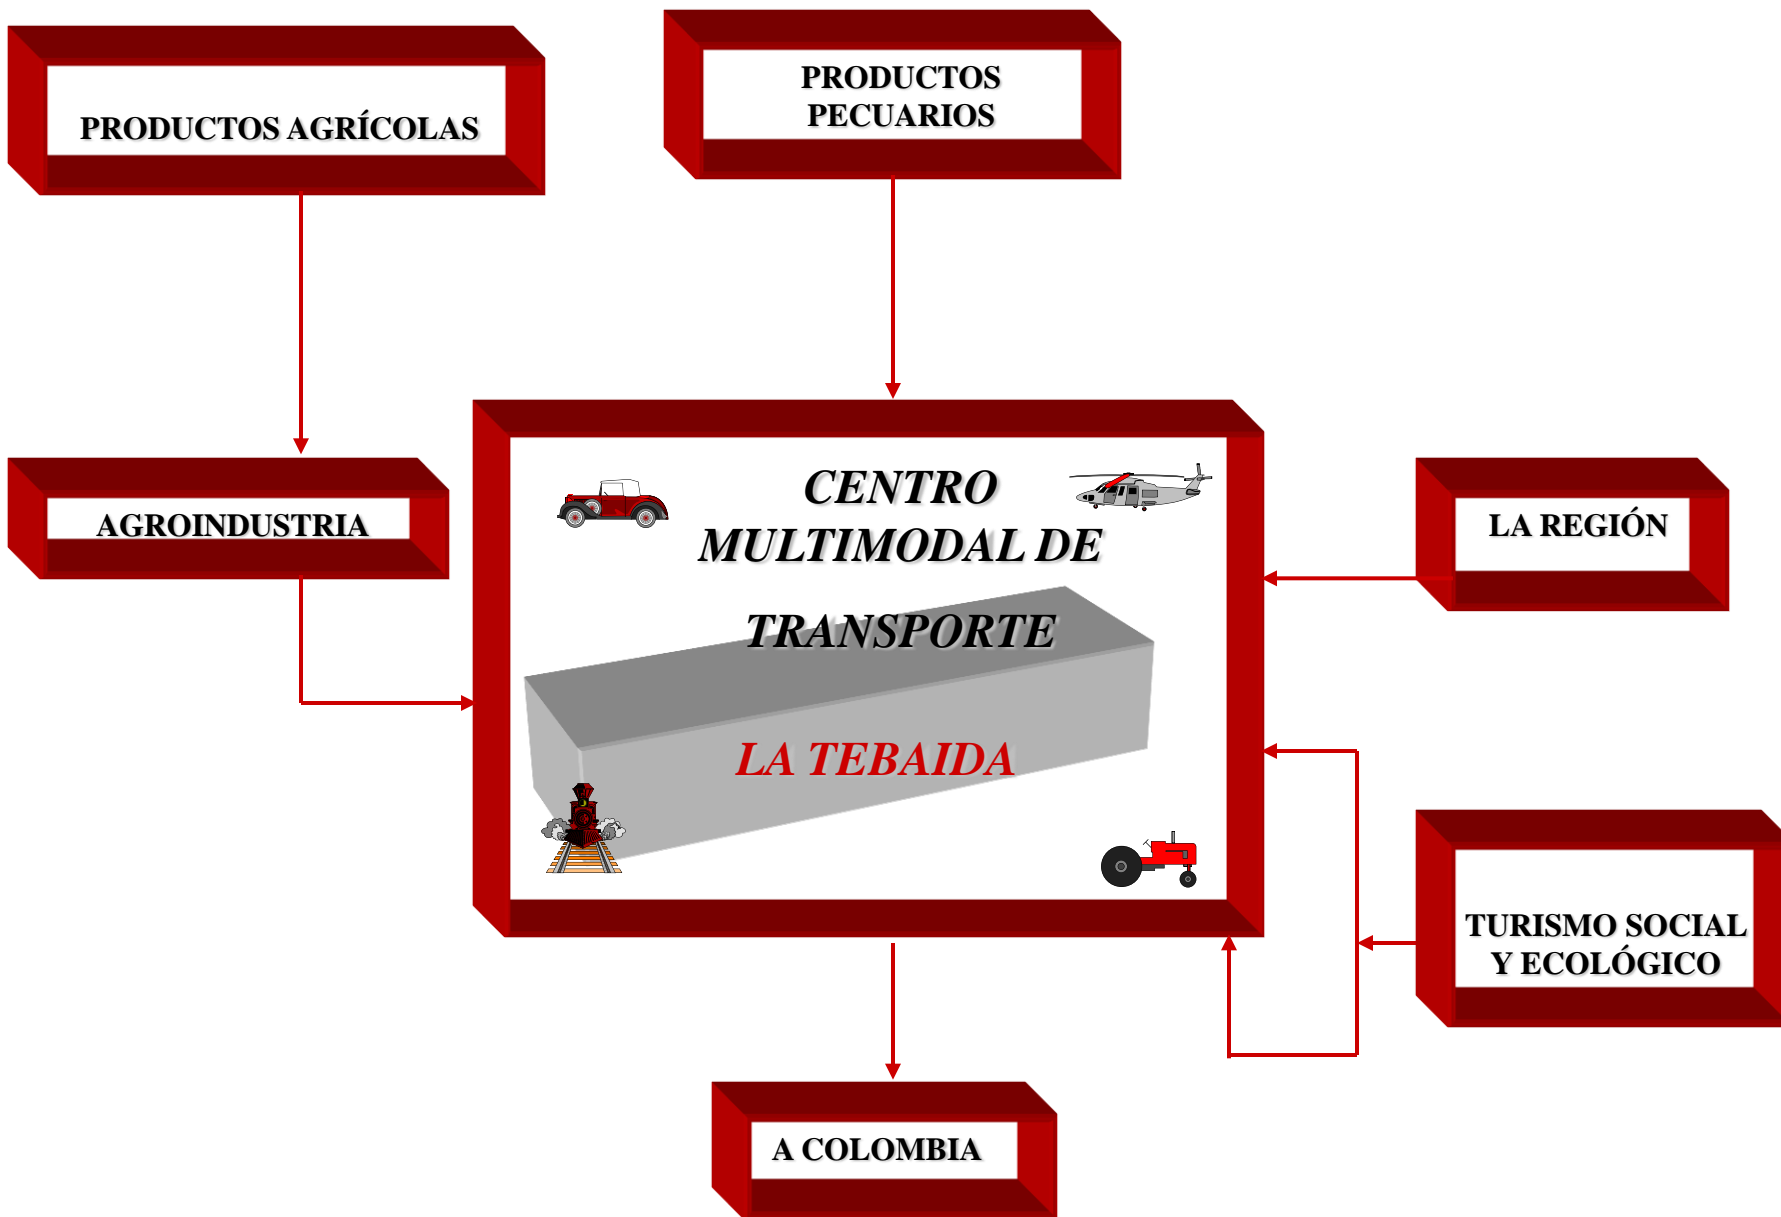 PRODUCTOS AGRÍCOLAS
PRODUCTOS
PECUARIOS
AGROINDUSTRIA
CENTRO
MULTIMODAL DE
TRANSPORTE
LA TEBAIDA
LA REGIÓN
TURISMO SOCIAL
Y ECOLÓGICO
A COLOMBIA